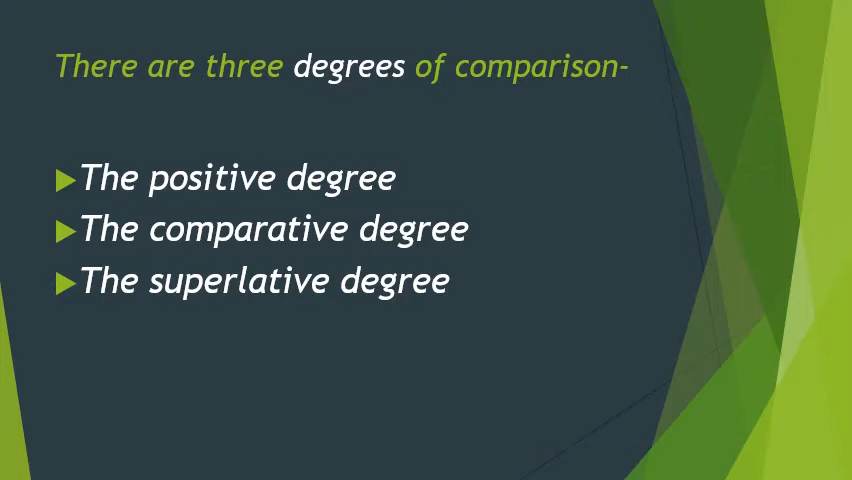 There are three degrees of comparison-
The positive degree
The comparative degree
The superlative degree